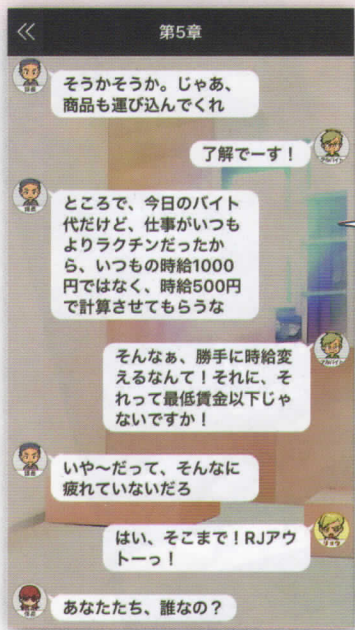 第5章
そうかそうか。じゃあ、
商品も運び込んでくれ
了解でーす！
ところで、今日のバイト
代だけど、仕事がいつも
よりラクチンだったか
ら、いつもの時給1000
円ではなく、時給500円
で計算させてもらうな
そんなぁ、勝手に時給変
えるなんて！それに、そ
れって最低賃金以下じゃ
ないですか！
いや～だって、そんなに
疲れていないだろ
はい、そこまで！RJアウ
トーっ！
あなたたち、誰なの？